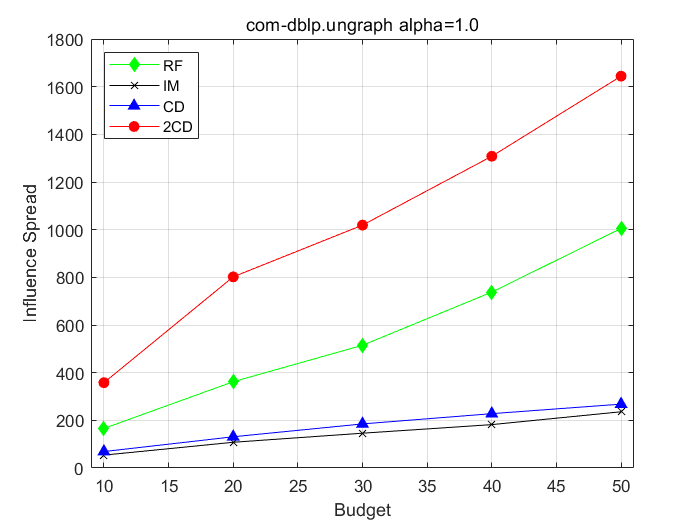 com-dblp.ungraph alpha=1.0
RF
IM
CD
2CD
Influence Spread
1800
1600
1400
1200
1000
800
600
400
200
0
10 15 20 25 30 35 40 45 50
Budget